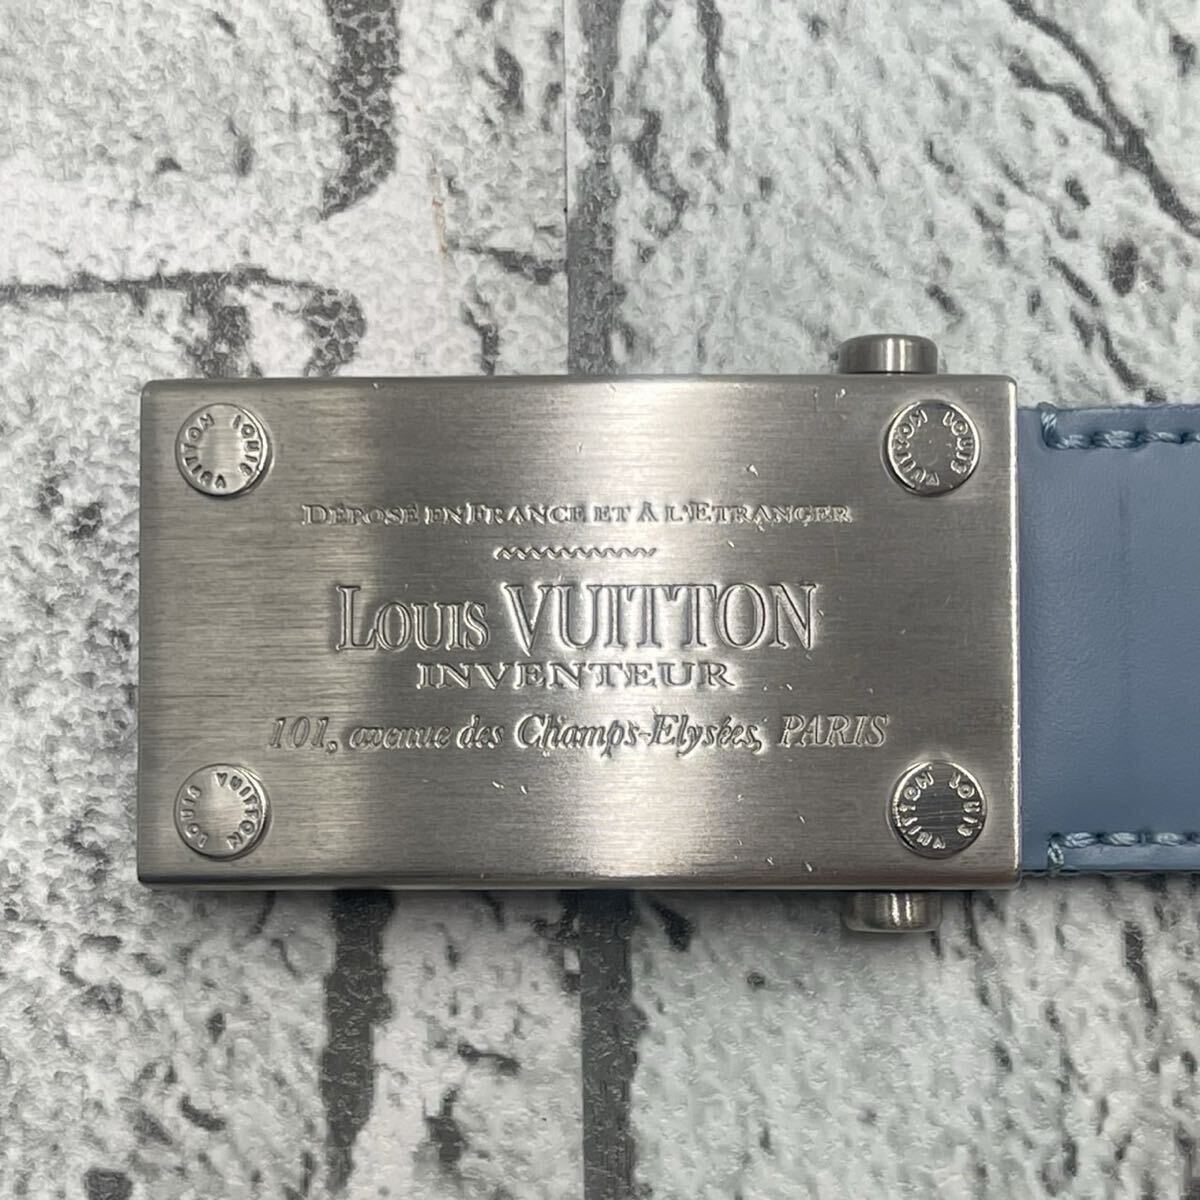 LOUIS VUITTON
LOUIS VUITTON
DÉPOSÉ EN FRANCE ET À L'ETRANGER
LOUIS VUITTON
INVENTEUR
101, avenue des Champs-Elysées, PARIS
LOUIS VUITTON
LOUIS VUITTON